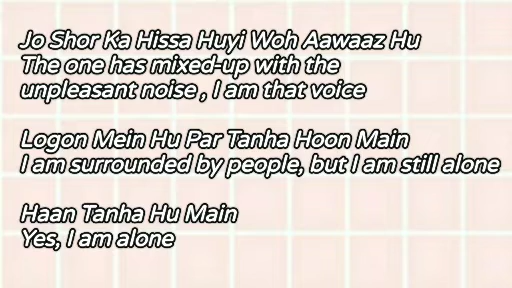 Jo Shor Ka Hissa Huyi Woh Aawaaz Hu
The one has mixed-up with the
unpleasant noise , I am that voice
Logon Mein Hu Par Tanha Hoon Main
I am surrounded by people, but I am still alone
Haan Tanha Hu Main
Yes, I am alone